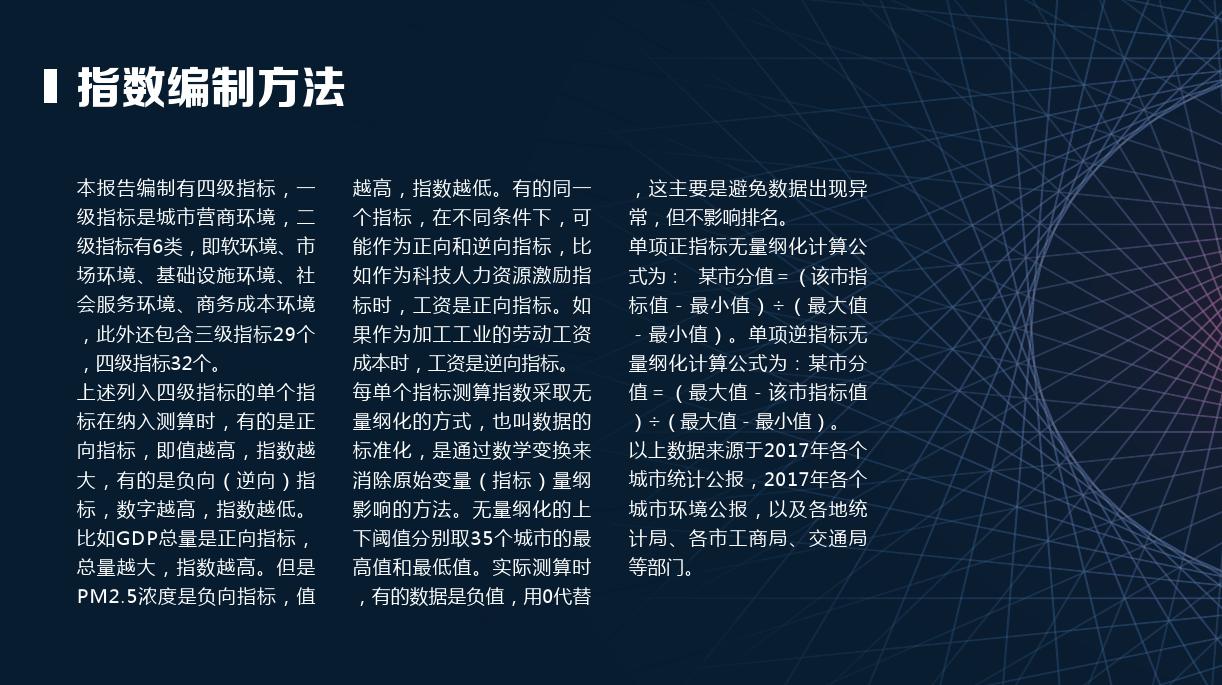 指数编制方法
本报告编制有四级指标，一
级指标是城市营商环境，二
级指标有6类，即软环境、市
场环境、基础设施环境、社
会服务环境、商务成本环境
，此外还包含三级指标29个
，四级指标32个。
上述列入四级指标的单个指
标在纳入测算时，有的是正
向指标，即值越高，指数越
大，有的是负向（逆向）指
标，数字越高，指数越低。
比如GDP总量是正向指标，
总量越大，指数越高。但是
PM2.5浓度是负向指标，值
越高，指数越低。有的同一
个指标，在不同条件下，可
能作为正向和逆向指标，比
如作为科技人力资源激励指
标时，工资是正向指标。如
果作为加工工业的劳动工资
成本时，工资是逆向指标。
每单个指标测算指数采取无
量纲化的方式，也叫数据的
标准化，是通过数学变换来
消除原始变量（指标）量纲
影响的方法。无量纲化的上
下阈值分别取35个城市的最
高值和最低值。实际测算时
，有的数据是负值，用0代替
，这主要是避免数据出现异
常，但不影响排名。
单项正指标无量纲化计算公
式为： 某市分值 =（该市指
标值 - 最小值）÷（最大值
- 最小值）。单项逆指标无
量纲化计算公式为：某市分
值 = （最大值 - 该市指标值
）÷（最大值 - 最小值）。
以上数据来源于2017年各个
城市统计公报，2017年各个
城市环境公报，以及各地统
计局、各市工商局、交通局
等部门。